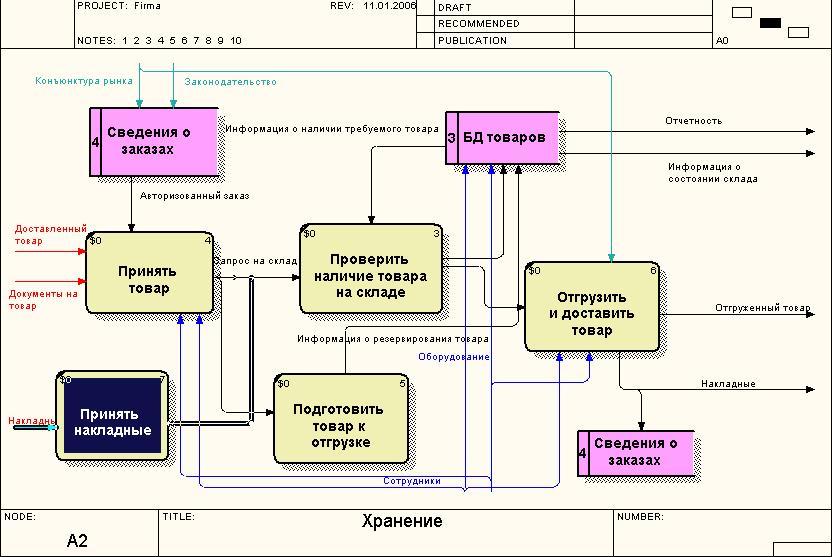 PROJECT: Firma
REV: 11.01.2006
DRAFT
RECOMMENDED
NOTES: 1 2 3 4 5 6 7 8 9 10
PUBLICATION
A0
Конъюнктура рынка
Законодательство
4
Сведения о
заказах
Информация о наличии требуемого товара
3
БД товаров
Отчетность
Информация о
состоянии склада
Авторизованный заказ
Доставленный
товар
Документы на
товар
$0
4
Принять
товар
Запрос на склад
$0
3
Проверить
наличие товара
на складе
$0
6
Отгрузить
и доставить
товар
Отгруженный товар
Информация о резервирования товара
Оборудование
Накладные
Накладны
$0
7
Принять
накладные
$0
5
Подготовить
товар к
отгрузке
4
Сведения о
заказах
Сотрудники
NODE:
A2
TITLE:
Хранение
NUMBER: